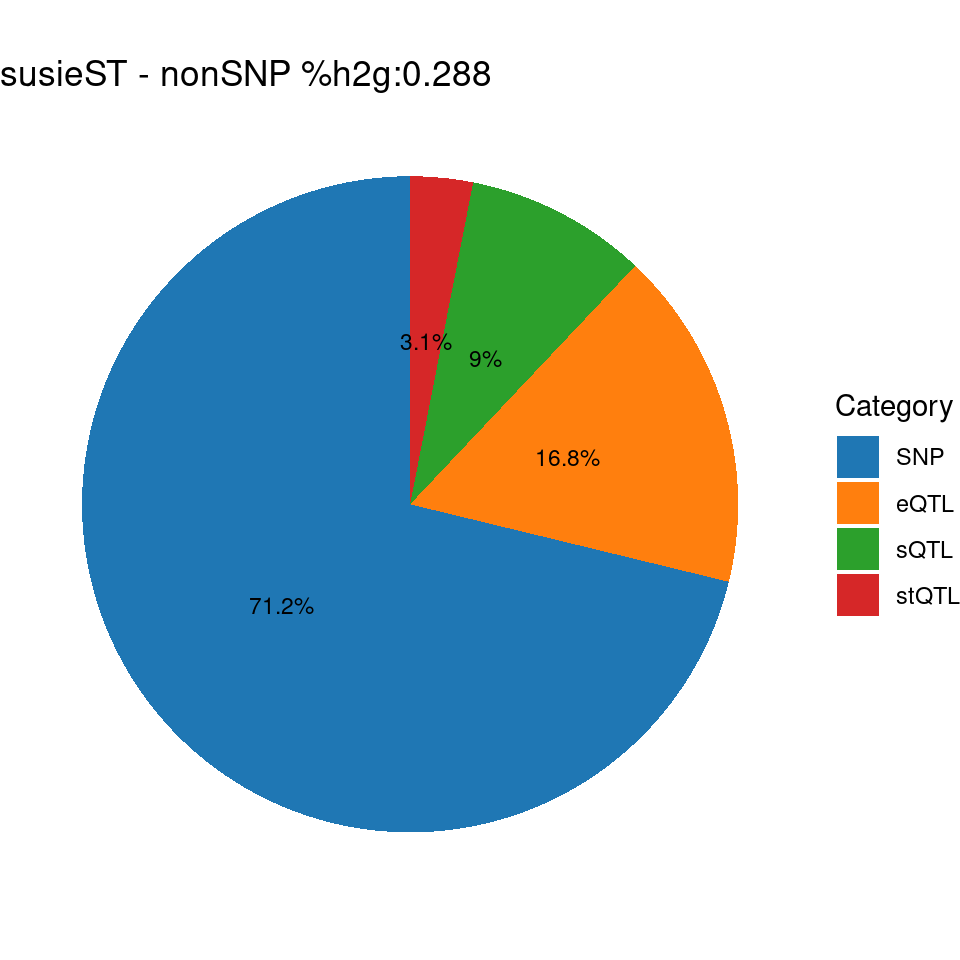 susieST - nonSNP %h2g:0.288
3.1%
9%
16.8%
71.2%
Category
SNP
eQTL
sQTL
stQTL